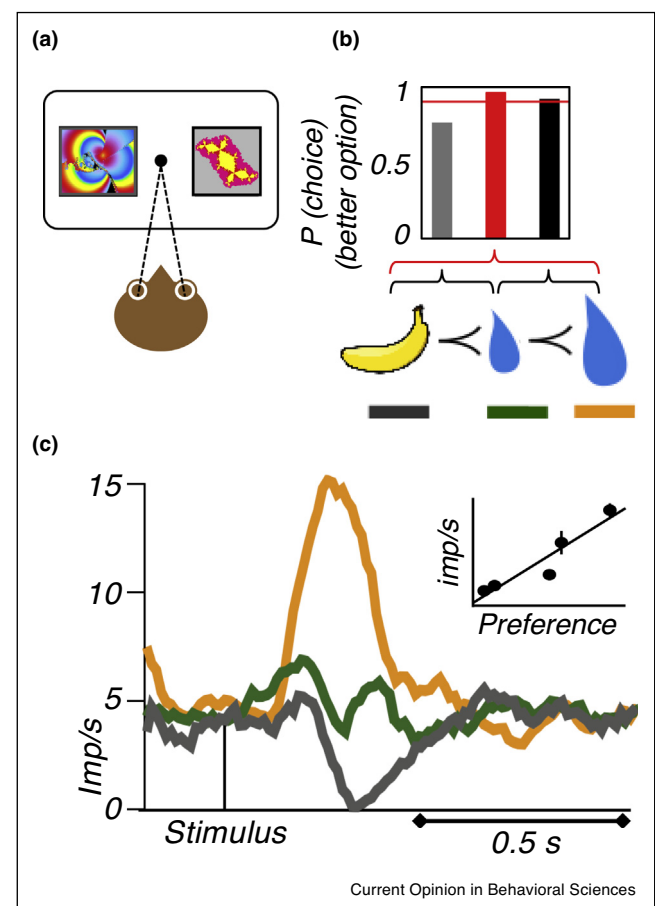 (a)
(b)
P (choice)
(better option)
1
0.5
0
(c)
15
10
5
0
Imp/s
Stimulus
0.5 s
imp/s
Preference
Current Opinion in Behavioral Sciences